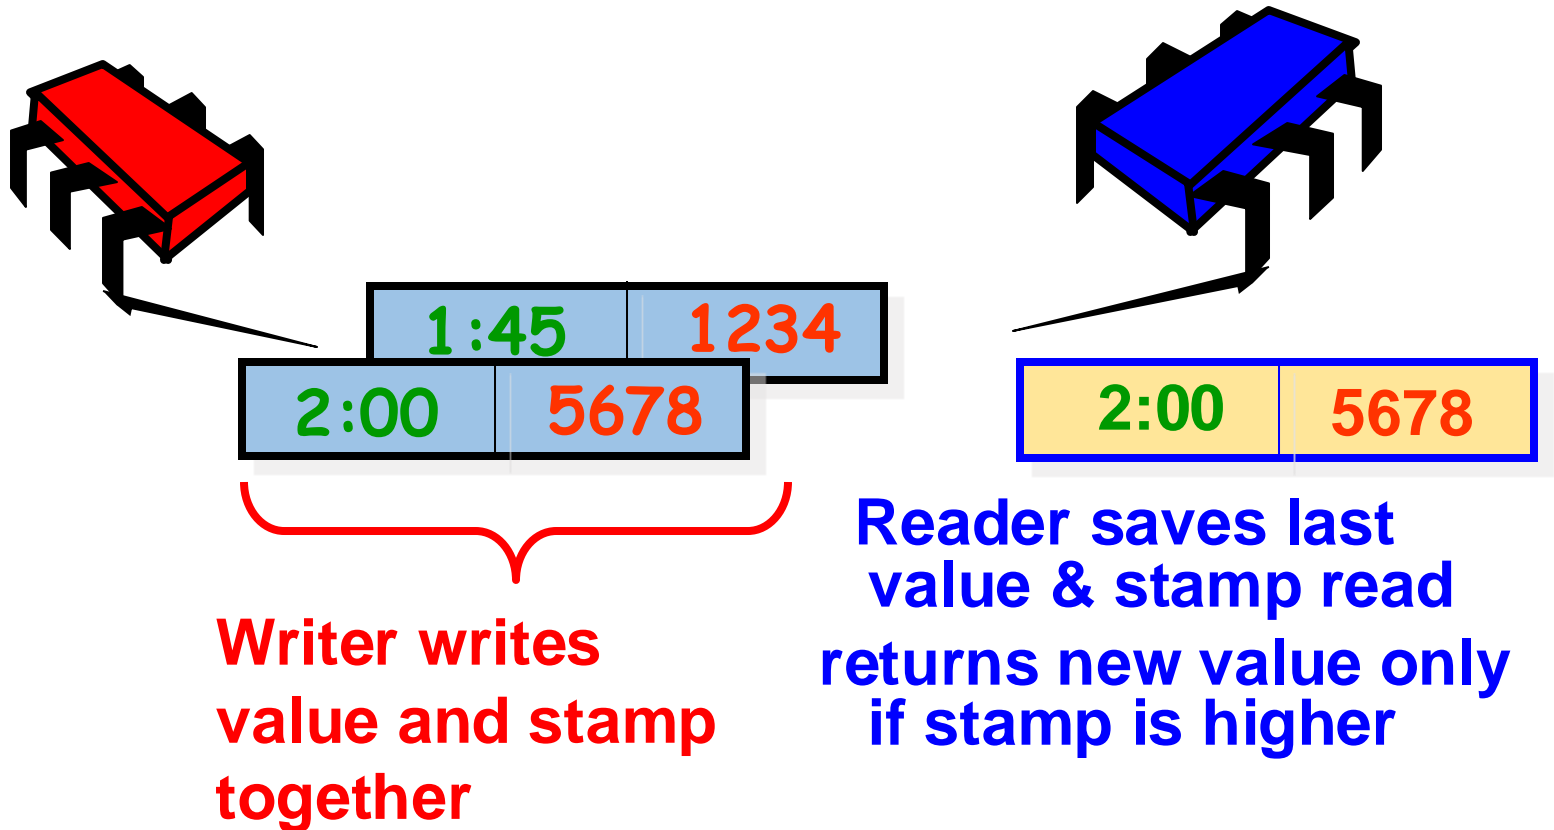 1:45 1234
2:00 5678
2:00 5678
Writer writes
value and stamp
together
Reader saves last
value & stamp read
returns new value only
if stamp is higher